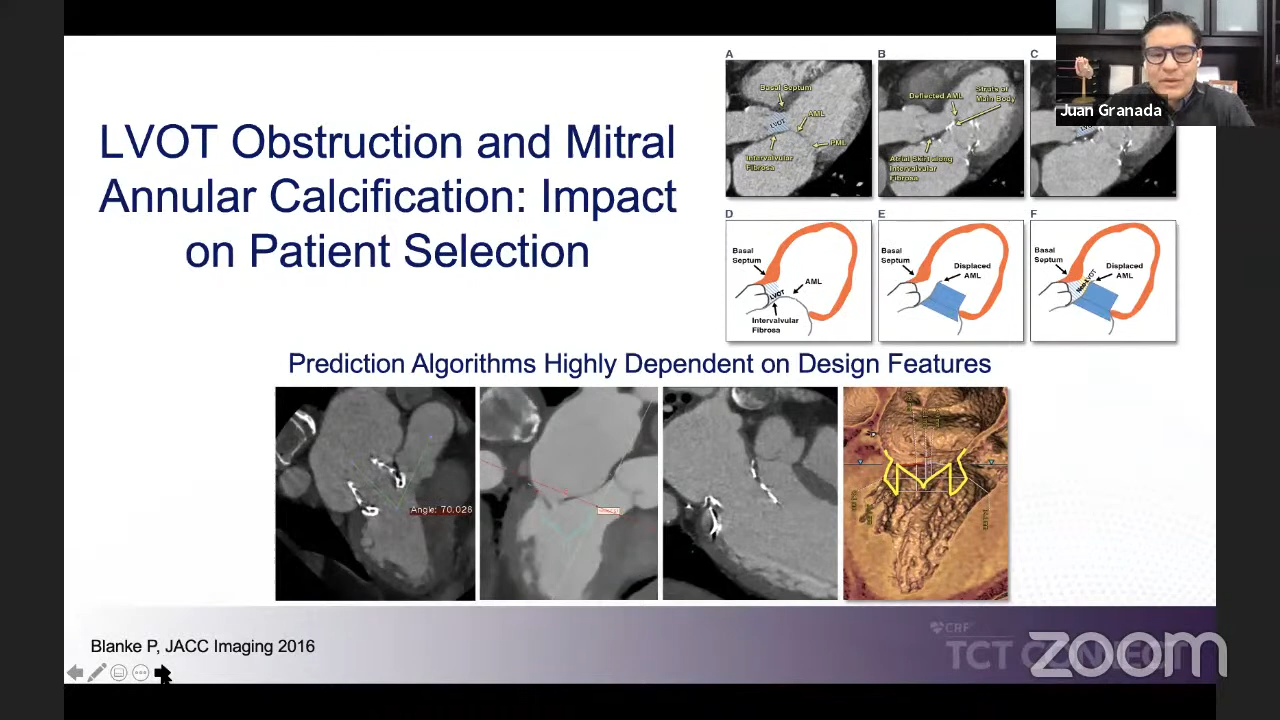 LVOT Obstruction and Mitral
Annular Calcification: Impact
on Patient Selection
A
Basal Septum
LVOT
AML
PML
Intervalvular
Fibrosa
B
Deflected AML
Struts of
Main Body
Atrial Skirt along
Intervalvular
Fibrosa
C
Juan Granada
D
Basal
Septum
AML
LVOT
Intervalvular
Fibrosa
E
Basal
Septum
Displaced
AML
F
Basal
Septum
Neo-LVOT
Displaced
AML
Prediction Algorithms Highly Dependent on Design Features
Angle: 70.028
Blanke P, JACC Imaging 2016
CRF
TCT CONNECT
zoom